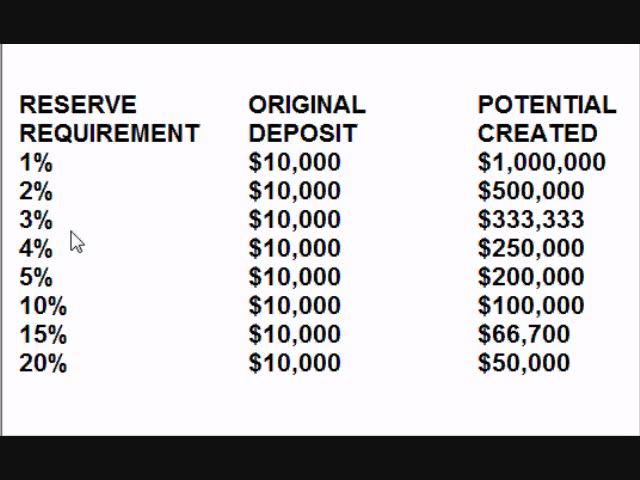 RESERVE ORIGINAL POTENTIAL
REQUIREMENT DEPOSIT CREATED
1% $10,000 $1,000,000
2% $10,000 $500,000
3% $10,000 $333,333
4% $10,000 $250,000
5% $10,000 $200,000
10% $10,000 $100,000
15% $10,000 $66,700
20% $10,000 $50,000